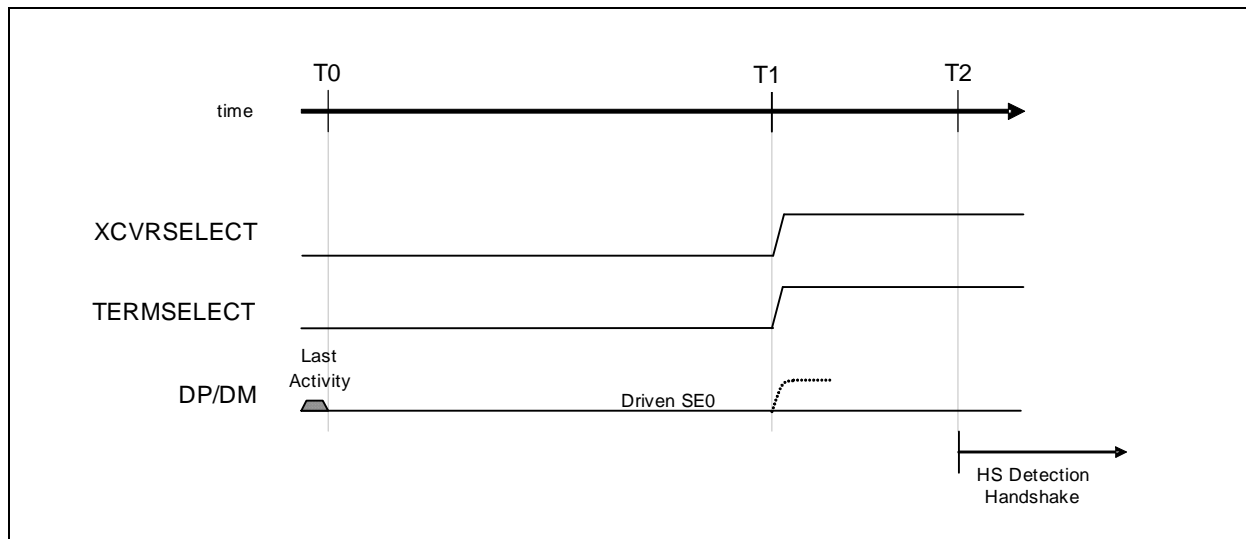 T0
T1
T2
time
XCVRSELECT
TERMSELECT
Last
Activity
DP/DM
Driven SE0
HS Detection
Handshake